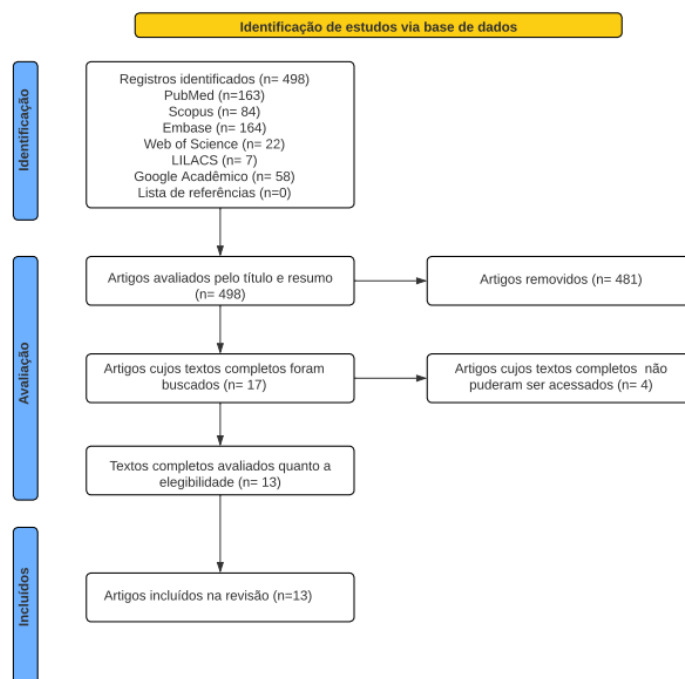 Identificação de estudos via base de dados
Identificação
Registros identificados (n= 498)
PubMed (n=163)
Scopus (n= 84)
Embase (n= 164)
Web of Science (n= 22)
LILACS (n= 7)
Google Acadêmico (n= 58)
Lista de referências (n=0)
Avaliação
Artigos avaliados pelo título e resumo
(n= 498)
Artigos removidos (n= 481)
Artigos cujos textos completos foram
buscados (n= 17)
Artigos cujos textos completos não
puderam ser acessados (n= 4)
Textos completos avaliados quanto a
elegibilidade (n= 13)
Incluídos
Artigos incluídos na revisão (n=13)